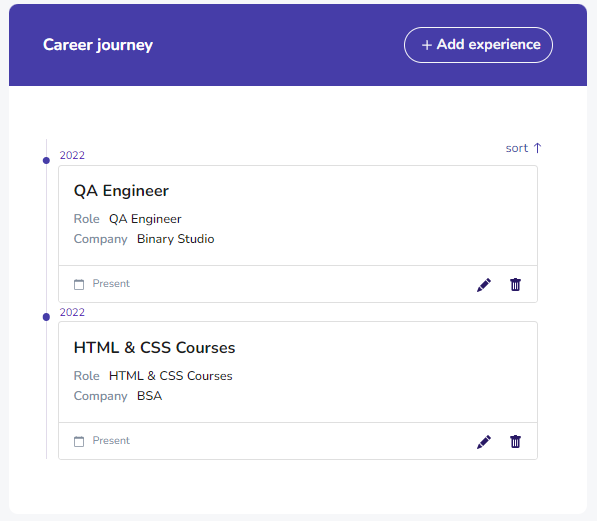 Career journey
+ Add experience
sort ↑
2022
QA Engineer
Role QA Engineer
Company Binary Studio
Present
2022
HTML & CSS Courses
Role HTML & CSS Courses
Company BSA
Present